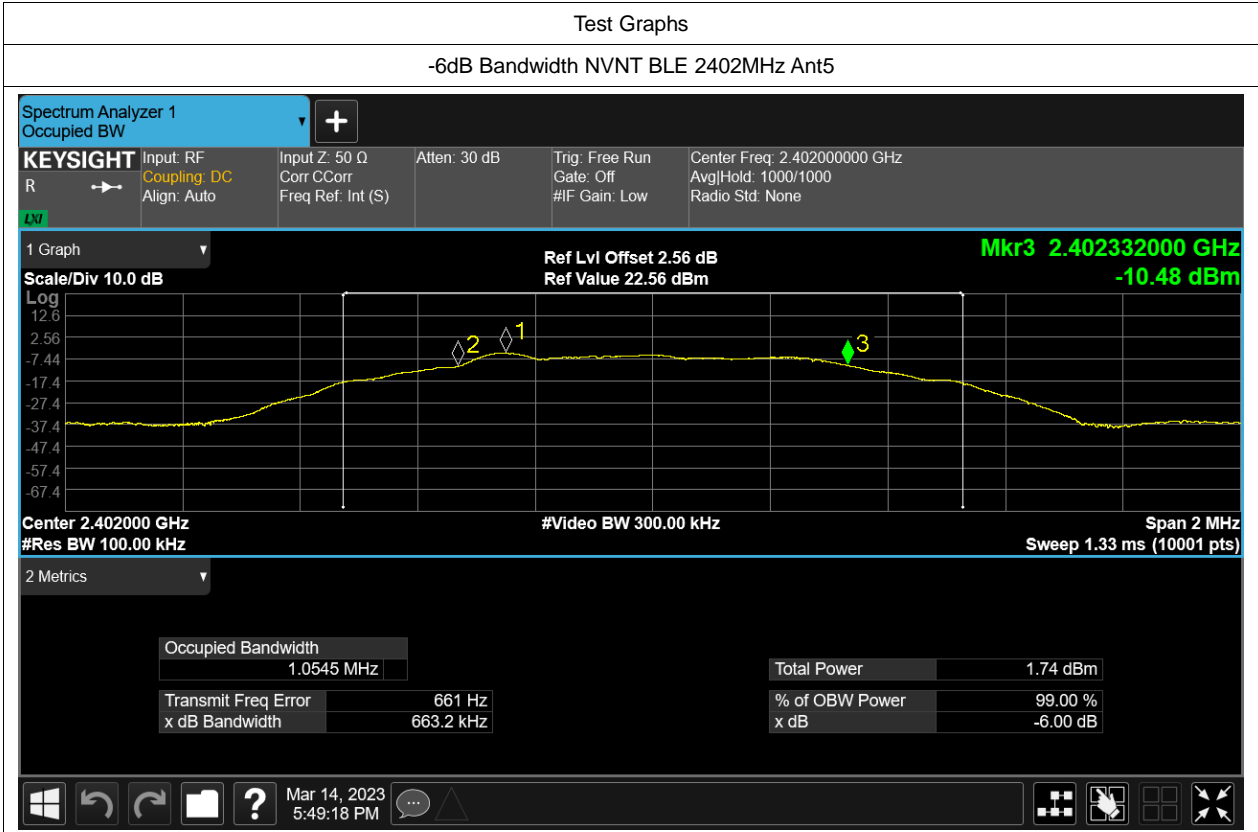 Test Graphs
-6dB Bandwidth NVNT BLE 2402MHz Ant5
Spectrum Analyzer 1
Occupied BW
KEYSIGHT
R
LXI
Input: RF
Coupling: DC
Align: Auto
Input Z: 50 Ω
Corr CCorr
Freq Ref: Int (S)
Atten: 30 dB
Trig: Free Run
Gate: Off
#IF Gain: Low
Center Freq: 2.402000000 GHz
Avg|Hold: 1000/1000
Radio Std: None
1 Graph
Scale/Div 10.0 dB
Ref Lvl Offset 2.56 dB
Ref Value 22.56 dBm
Mkr3 2.402332000 GHz
-10.48 dBm
Log
12.6
2.56
-7.44
-17.4
-27.4
-37.4
-47.4
-57.4
-67.4
2
1
3
Center 2.402000 GHz
#Res BW 100.00 kHz
#Video BW 300.00 kHz
Span 2 MHz
Sweep 1.33 ms (10001 pts)
2 Metrics
Occupied Bandwidth
1.0545 MHz
Transmit Freq Error 661 Hz
x dB Bandwidth 663.2 kHz
Total Power 1.74 dBm
% of OBW Power 99.00 %
x dB -6.00 dB
?
Mar 14, 2023
5:49:18 PM